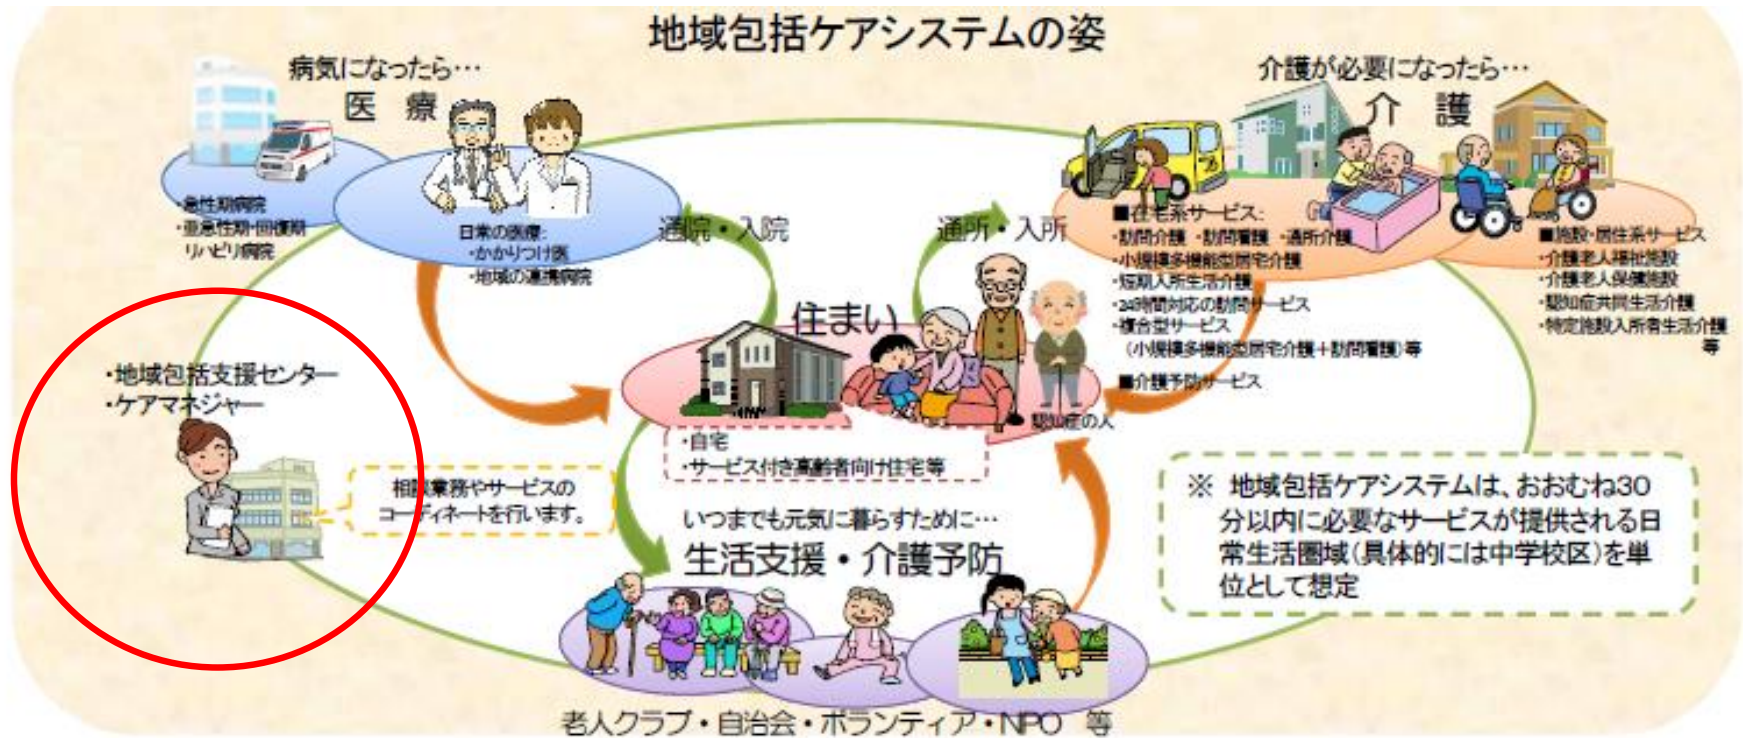 地域包括ケアシステムの姿
病気になったら…
医 療
・急性期病院
・亜急性期・回復期
リハビリ病院
日常の医療:
・かかりつけ医
・地域の連携病院
通院・入院
通所・入所
介護が必要になったら…
介 護
■在宅系サービス:
・訪問介護 ・訪問看護 ・通所介護
・小規模多機能型居宅介護
・短期入所生活介護
・24時間対応の訪問サービス
・複合型サービス
(小規模多機能型居宅介護+訪問看護)等
■介護予防サービス
■施設・居住系サービス
・介護老人福祉施設
・介護老人保健施設
・認知症共同生活介護
・特定施設入所者生活介護
等
住まい
認知症の人
・自宅
・サービス付き高齢者向け住宅等
・地域包括支援センター
・ケアマネジャー
相談業務やサービスの
コーディネートを行います。
いつまでも元気に暮らすために…
生活支援・介護予防
老人クラブ・自治会・ボランティア・NPO 等
※ 地域包括ケアシステムは、おおむね30
分以内に必要なサービスが提供される日
常生活圏域(具体的には中学校区)を単
位として想定